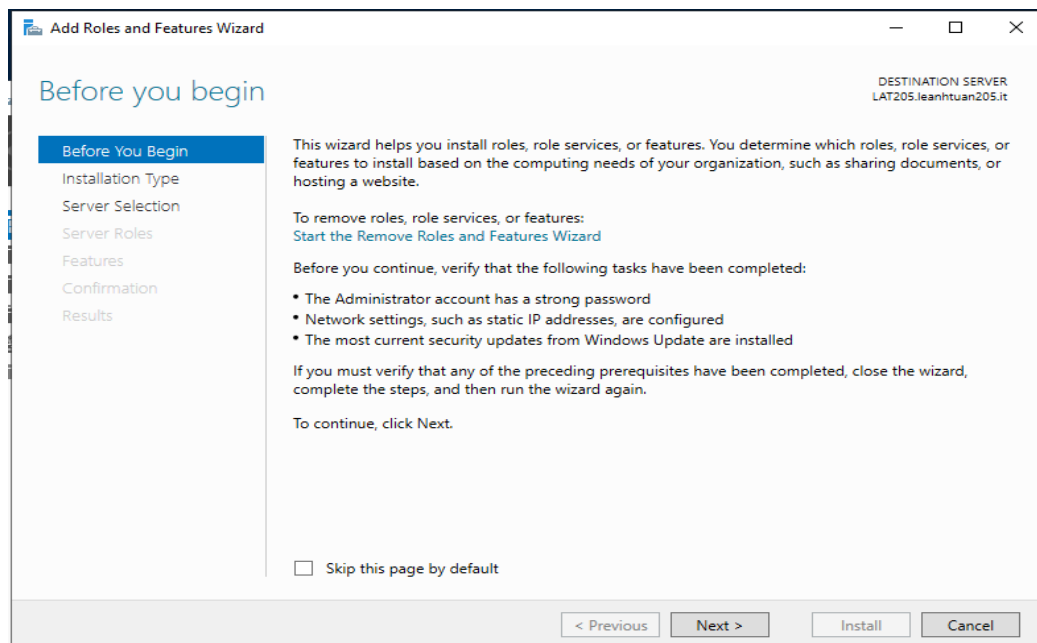 Add Roles and Features Wizard
Before you begin
DESTINATION SERVER
LAT205.leanhtuan205.it
Before You Begin
Installation Type
Server Selection
Server Roles
Features
Confirmation
Results
This wizard helps you install roles, role services, or features. You determine which roles, role services, or
features to install based on the computing needs of your organization, such as sharing documents, or
hosting a website.
To remove roles, role services, or features:
Start the Remove Roles and Features Wizard
Before you continue, verify that the following tasks have been completed:
• The Administrator account has a strong password
• Network settings, such as static IP addresses, are configured
• The most current security updates from Windows Update are installed
If you must verify that any of the preceding prerequisites have been completed, close the wizard,
complete the steps, and then run the wizard again.
To continue, click Next.
Skip this page by default
< Previous
Next >
Install
Cancel